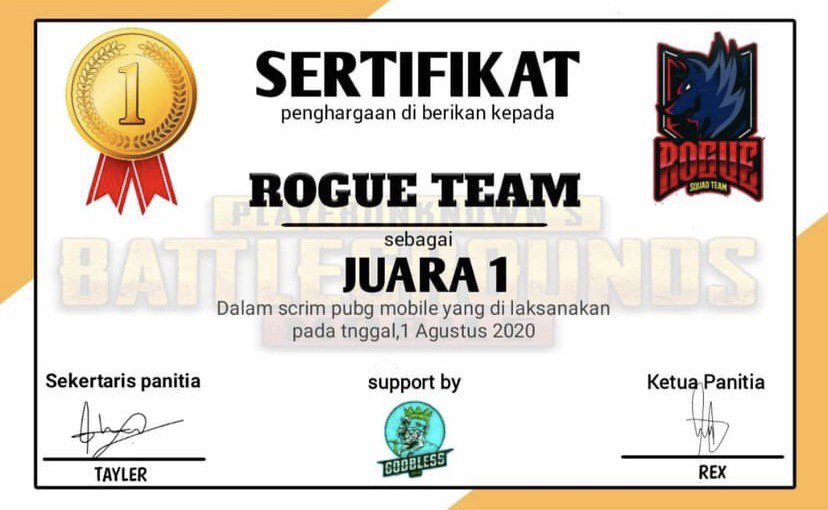 1
SERTIFIKAT
penghargaan di berikan kepada
ROGUE
SQUAD TEAM
ROGUE TEAM
PLAYERUNKNOWN'S
BATTLEGROUNDS
sebagai
JUARA 1
Dalam scrim pubg mobile yang di laksanakan
pada tnggal,1 Agustus 2020
Sekertaris panitia
support by
Ketua Panitia
GODBLESS
TAYLER
REX